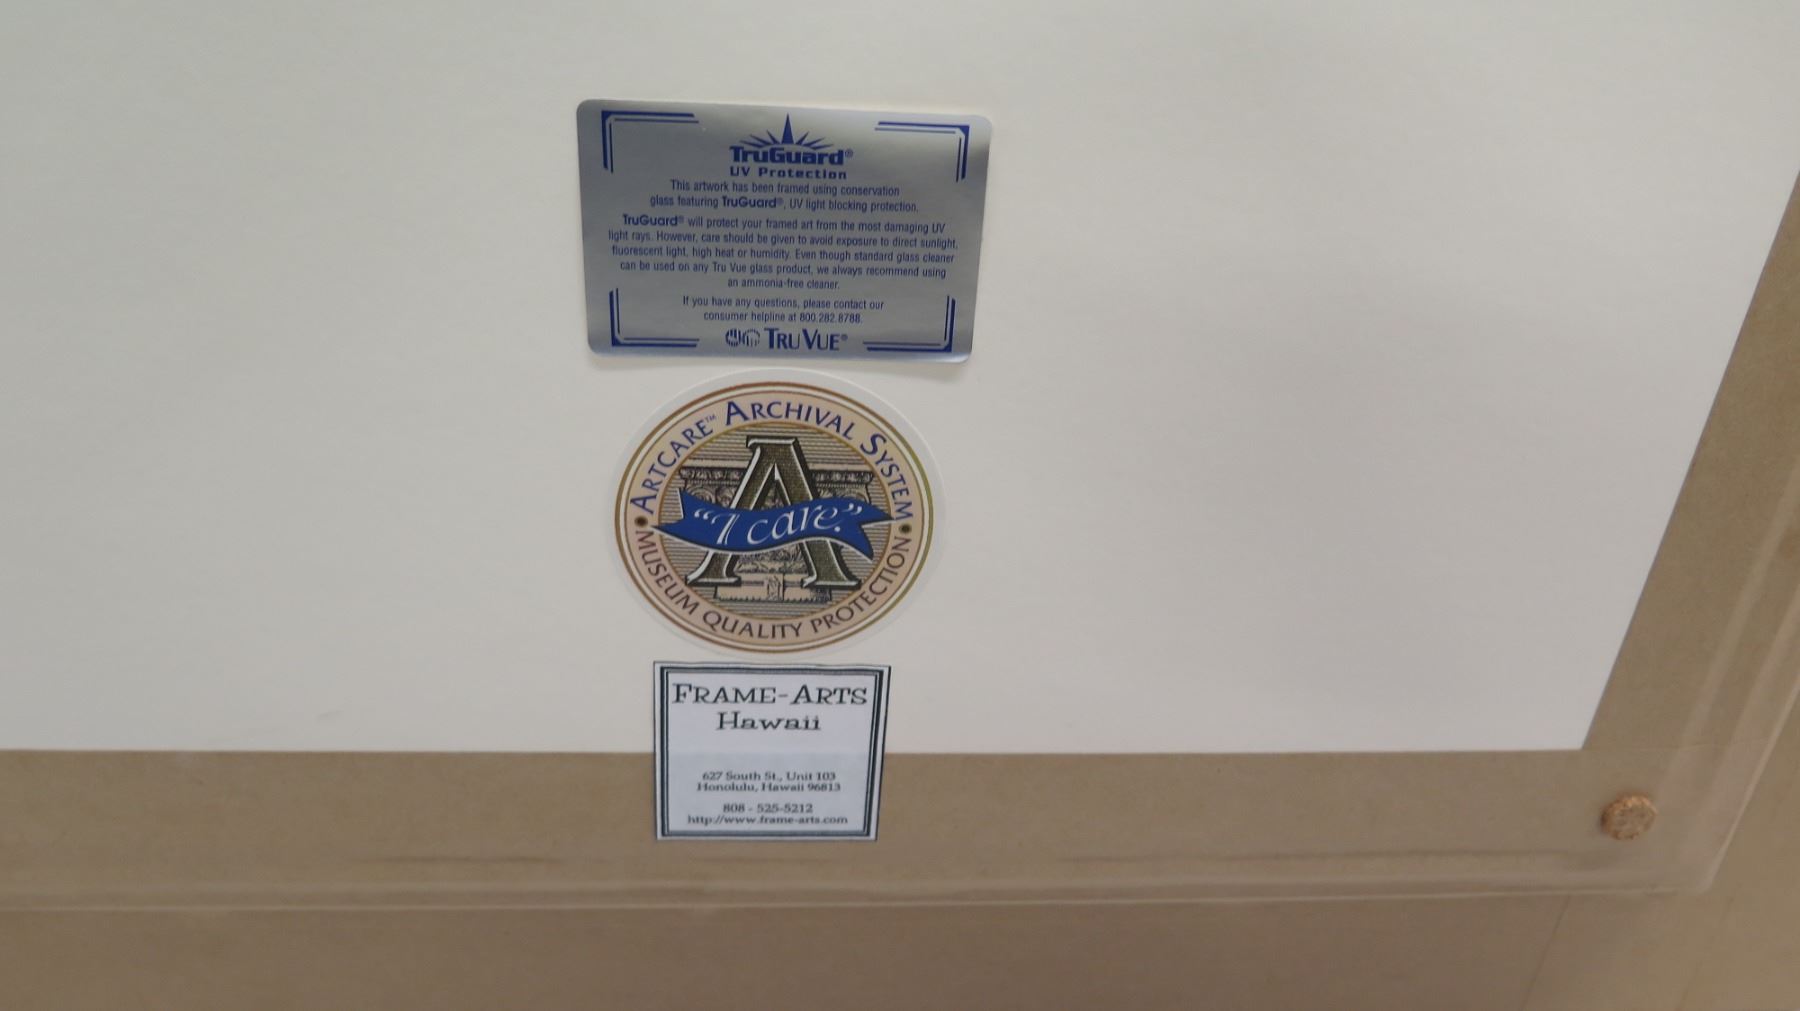 TruGuard®
UV Protection
This artwork has been framed using conservation
glass featuring TruGuard®, UV light blocking protection.
TruGuard® will protect your framed art from the most damaging UV
light rays. However, care should be given to avoid exposure to direct sunlight,
fluorescent light, high heat or humidity. Even though standard glass cleaner
can be used on any Tru Vue glass product, we always recommend using
an ammonia-free cleaner.
If you have any questions, please contact our
consumer helpline at 800.282.8788.
TRU VUE®
ARTCARE™ ARCHIVAL SYSTEM
A
"I care."
• MUSEUM QUALITY PROTECTION •
FRAME-ARTS
Hawaii
627 South St., Unit 103
Honolulu, Hawaii 96813
808 - 525-5212
http://www.frame-arts.com